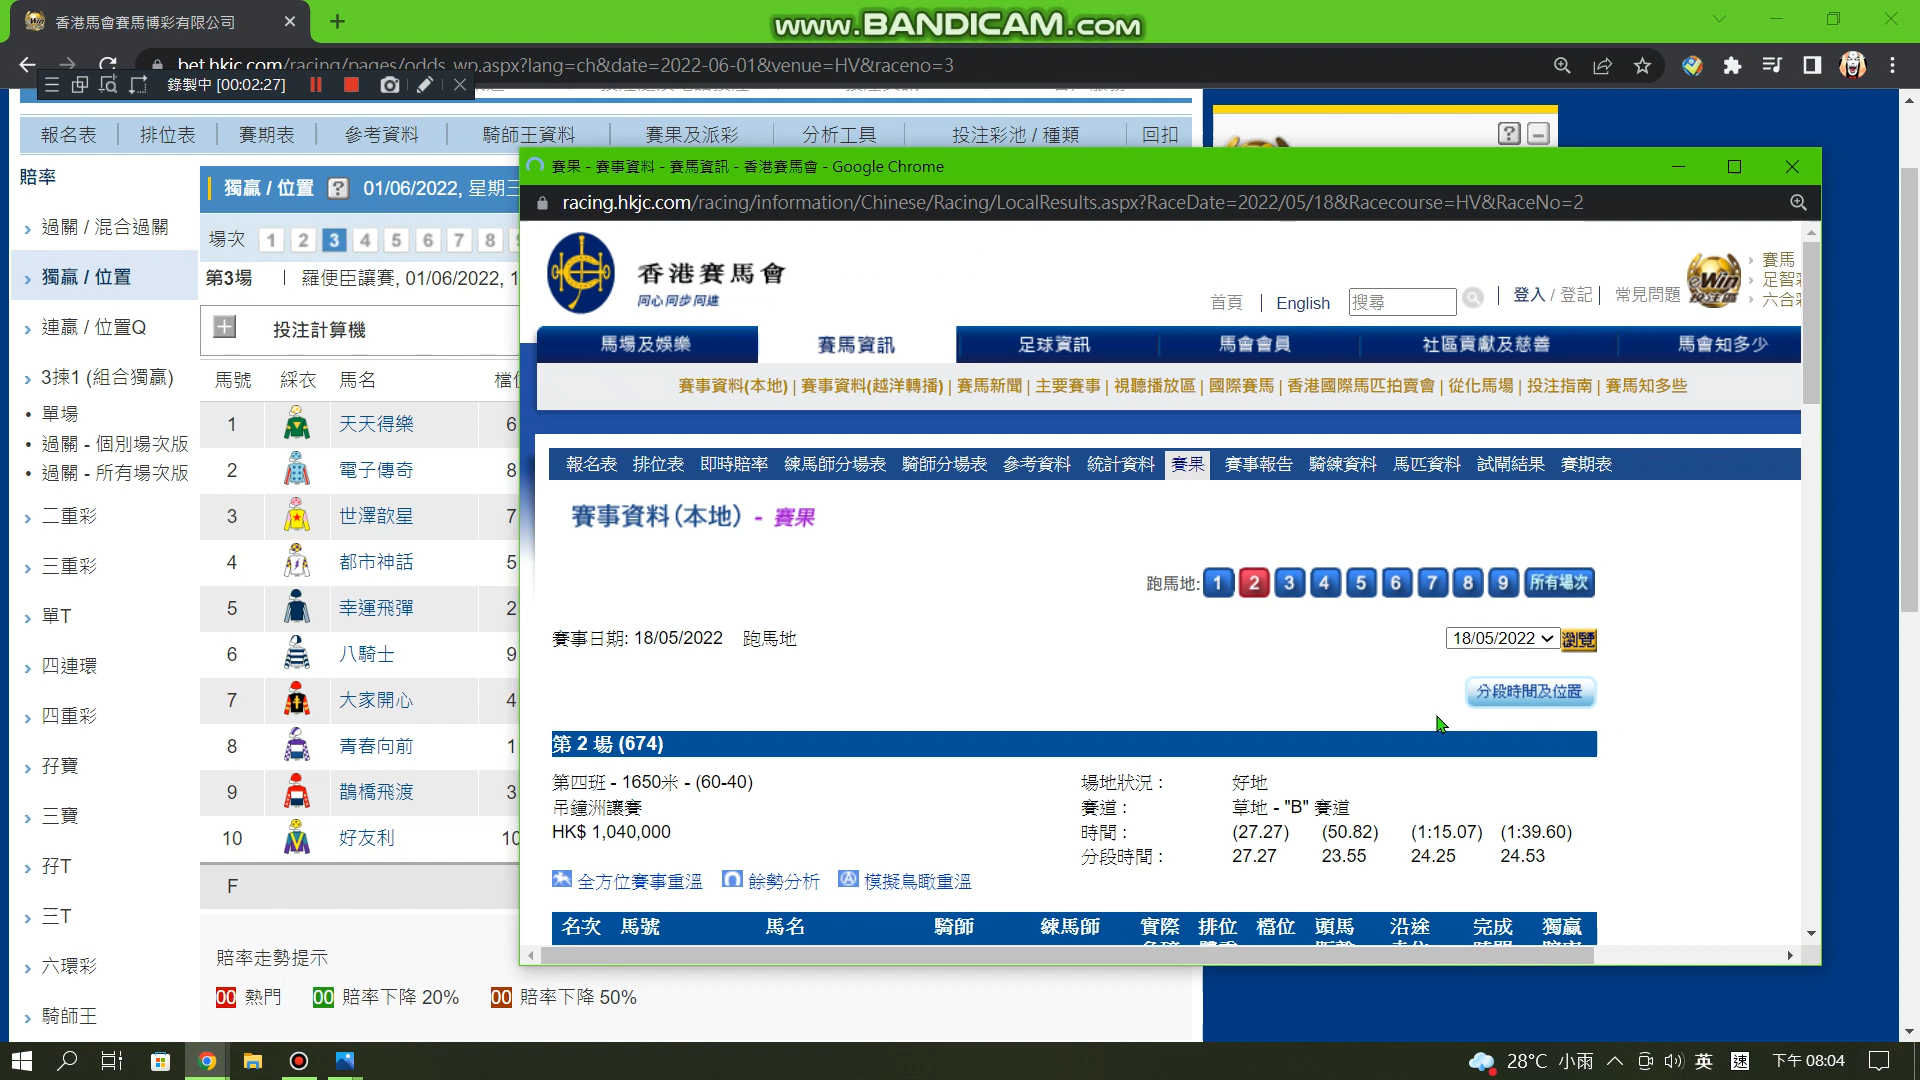 香港馬會賽馬博彩有限公司
www.BANDICAM.com
bet.hkjc.com/racing/pages/odds_wp.aspx?lang=ch&date=2022-06-01&venue=HV&raceno=3
錄製中 [00:02:27]
報名表 排位表 賽期表 參考資料 騎師王資料 賽果及派彩 分析工具 投注彩池 / 種類 回扣
賠率
過關 / 混合過關
獨贏 / 位置
連贏 / 位置Q
3揀1 (組合獨贏)
單場
過關 - 個別場次版
過關 - 所有場次版
二重彩
三重彩
單T
四連環
四重彩
孖寶
三寶
孖T
三T
六環彩
騎師王
獨贏 / 位置 ? 01/06/2022, 星期三
場次 1 2 3 4 5 6 7 8
第3場 | 羅便臣讓賽, 01/06/2022, 1
投注計算機
馬號 綵衣 馬名
1 天天得樂 6
2 電子傳奇 8
3 世澤歆星 7
4 都市神話 5
5 幸運飛彈 2
6 八騎士 9
7 大家開心 4
8 青春向前 1
9 鵲橋飛渡 3
10 好友利 10
F
賠率走勢提示
00 熱門 00 賠率下降 20% 00 賠率下降 50%
賽果 - 賽事資料 - 賽馬資訊 - 香港賽馬會 - Google Chrome
racing.hkjc.com/racing/information/Chinese/Racing/LocalResults.aspx?RaceDate=2022/05/18&Racecourse=HV&RaceNo=2
香港賽馬會
同心同步同進
首頁 | English 搜尋 | 登入 / 登記 | 常見問題
eWin 投注區
賽馬
足智
六合
馬場及娛樂 賽馬資訊 足球資訊 馬會會員 社區貢獻及慈善 馬會知多少
賽事資料(本地) | 賽事資料(越洋轉播) | 賽馬新聞 | 主要賽事 | 視聽播放區 | 國際賽馬 | 香港國際馬匹拍賣會 | 從化馬場 | 投注指南 | 賽馬知多些
報名表 排位表 即時賠率 練馬師分場表 騎師分場表 參考資料 統計資料 賽果 賽事報告 騎練資料 馬匹資料 試閘結果 賽期表
賽事資料(本地) - 賽果
跑馬地: 1 2 3 4 5 6 7 8 9 所有場次
賽事日期: 18/05/2022 跑馬地
18/05/2022 瀏覽
分段時間及位置
第 2 場 (674)
第四班 - 1650米 - (60-40) 場地狀況 : 好地
吊鐘洲讓賽 賽道 : 草地 - "B" 賽道
HK$ 1,040,000 時間 : (27.27) (50.82) (1:15.07) (1:39.60)
分段時間 : 27.27 23.55 24.25 24.53
全方位賽事重溫 餘勢分析 模擬鳥瞰重溫
名次 馬號 馬名 騎師 練馬師 實際 排位 檔位 頭馬 沿途 完成 獨贏
28°C 小雨 英 速 下午 08:04